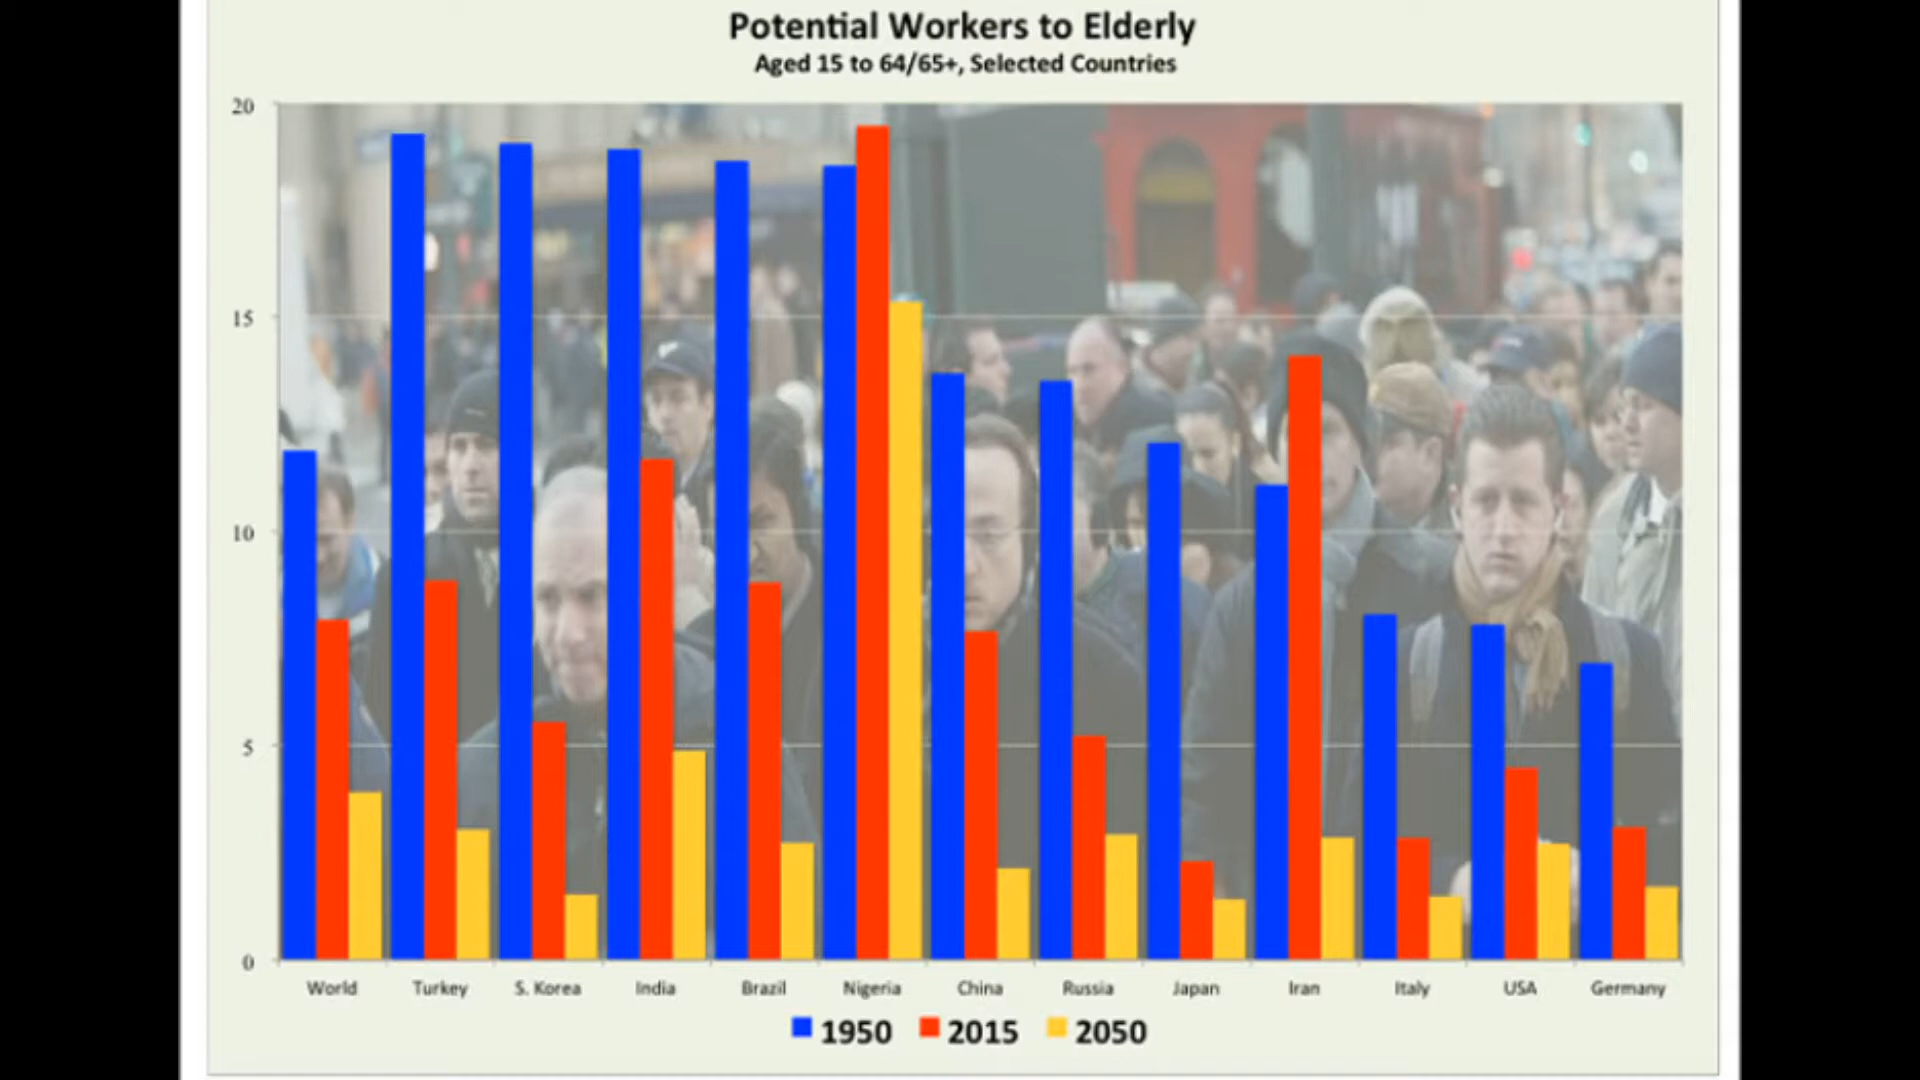 Potential Workers to Elderly
Aged 15 to 64/65+, Selected Countries
20
15
10
5
0
World Turkey S. Korea India Brazil Nigeria China Russia Japan Iran Italy USA Germany
1950 2015 2050